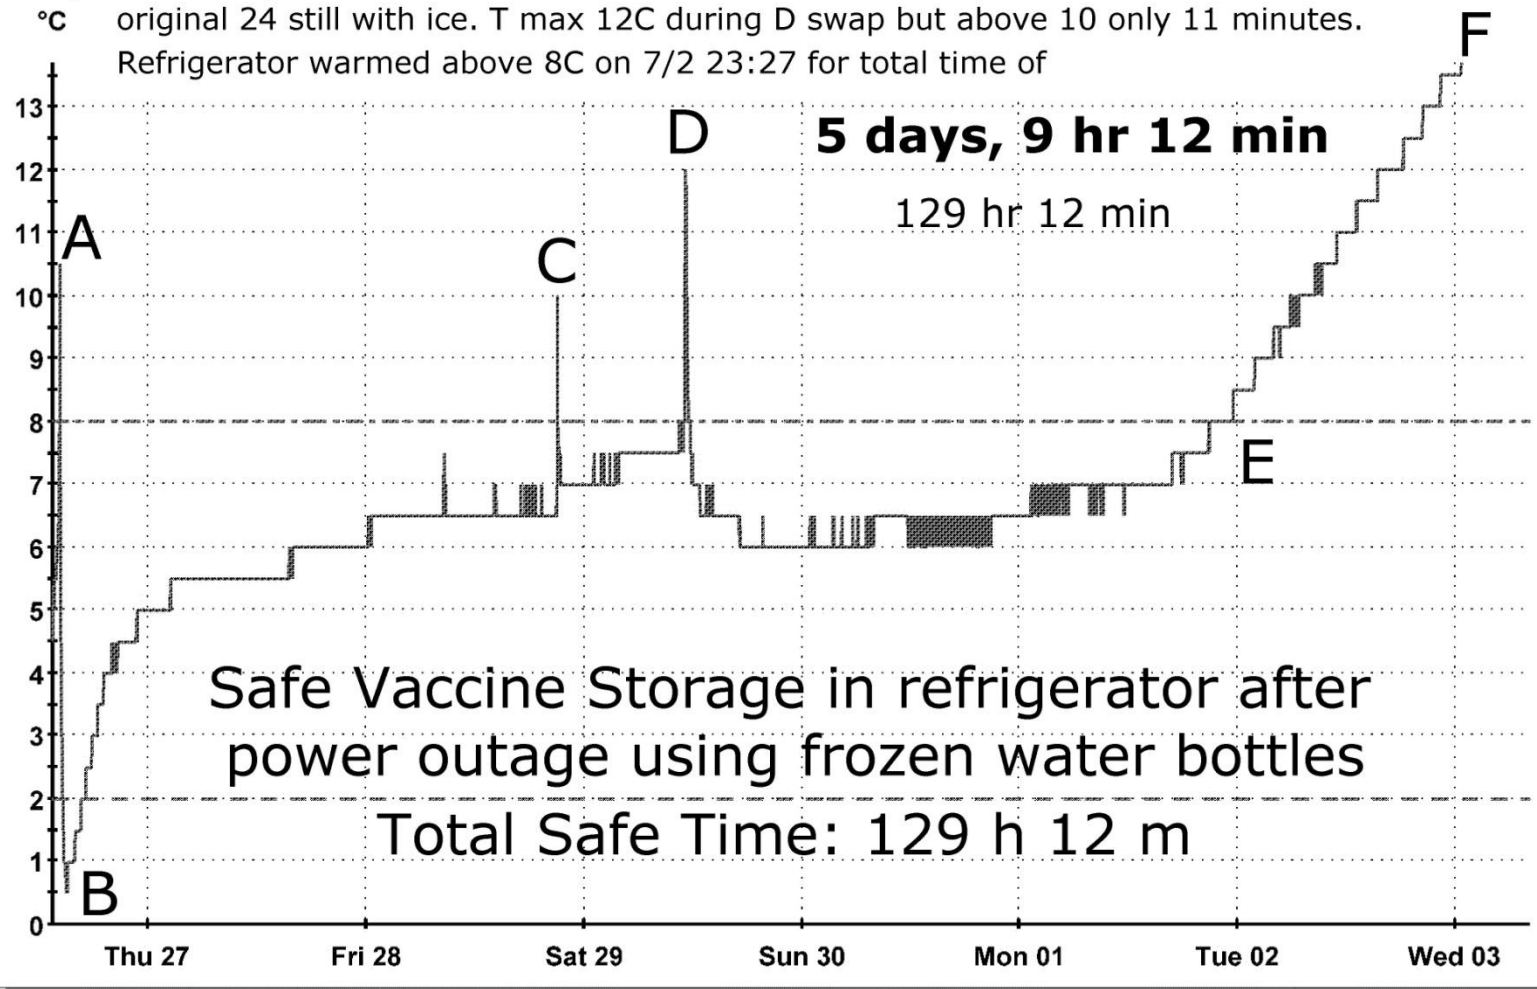 °C original 24 still with ice. T max 12C during D swap but above 10 only 11 minutes.
Refrigerator warmed above 8C on 7/2 23:27 for total time of
F
13
D
5 days, 9 hr 12 min
12
129 hr 12 min
11
A
C
10
9
8
E
7
6
5
4
Safe Vaccine Storage in refrigerator after
3
power outage using frozen water bottles
2
Total Safe Time: 129 h 12 m
1
B
0
Thu 27 Fri 28 Sat 29 Sun 30 Mon 01 Tue 02 Wed 03